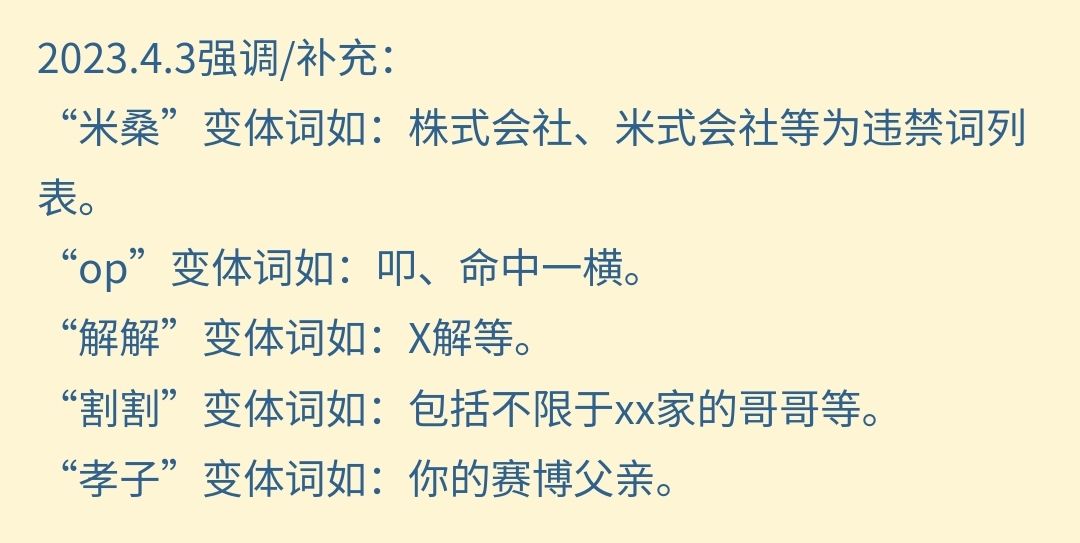 2023.4.3强调/补充：
“米桑”变体词如：株式会社、米式会社等为违禁词列
表。
“op”变体词如：叩、命中一横。
“解解”变体词如：X解等。
“割割”变体词如：包括不限于xx家的哥哥等。
“孝子”变体词如：你的赛博父亲。